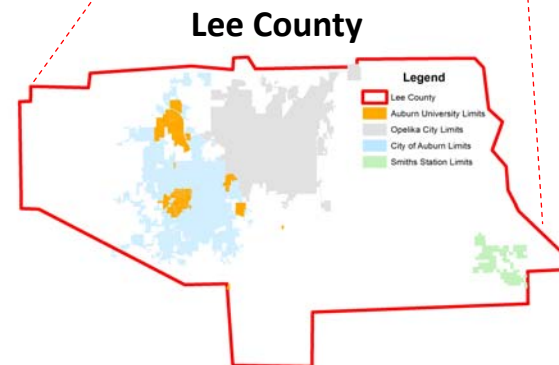 Lee County
Legend
Lee County
Auburn University Limits
Opelika City Limits
City of Auburn Limits
Smiths Station Limits